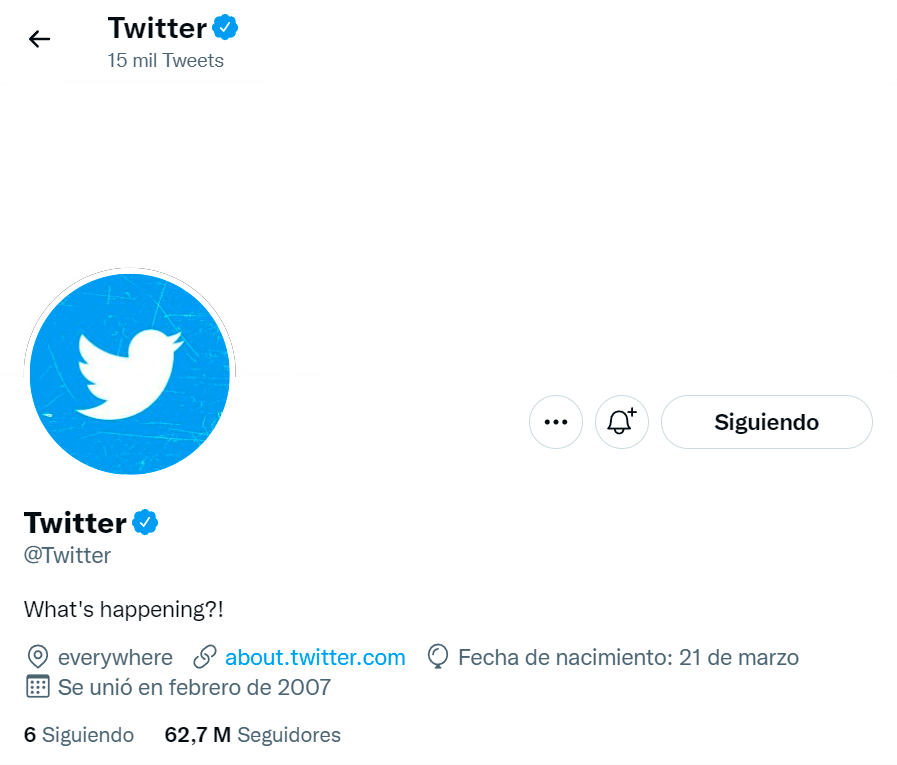 Twitter
15 mil Tweets
Siguiendo
Twitter
@Twitter
What's happening?!
everywhere about.twitter.com Fecha de nacimiento: 21 de marzo
Se unió en febrero de 2007
6 Siguiendo 62,7 M Seguidores